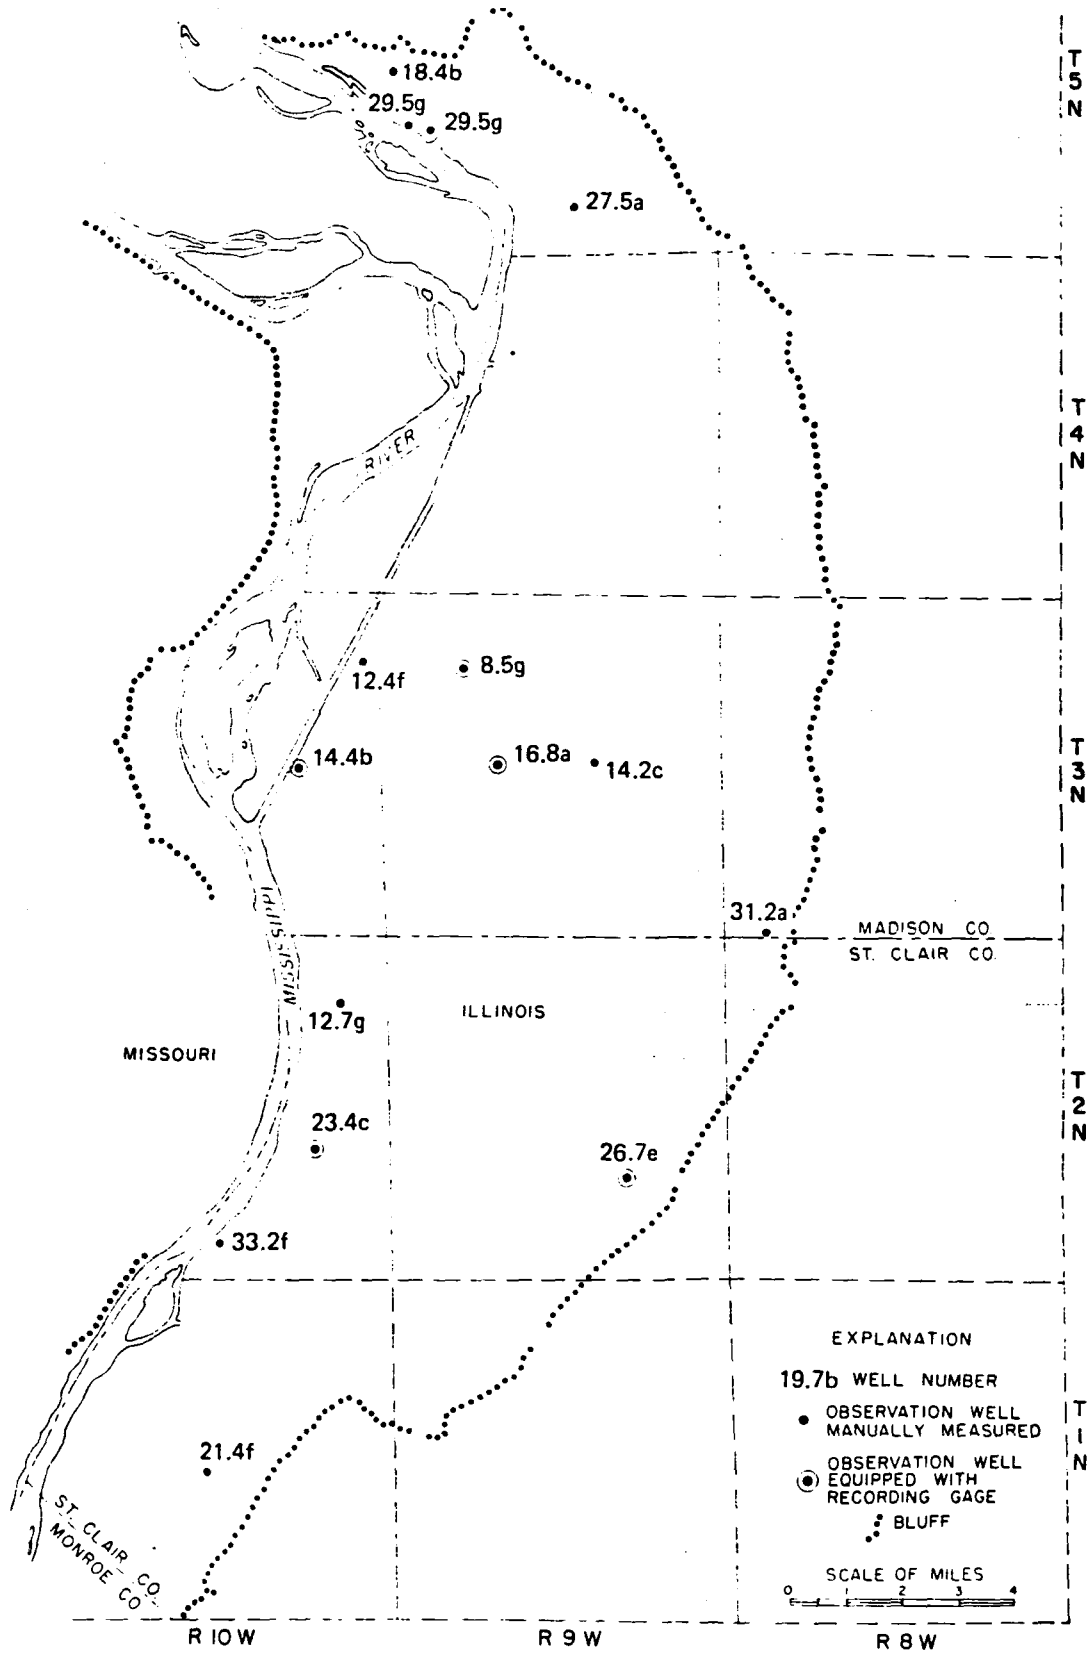 18.4b
29.5g
29.5g
27.5a
T
5
N
RIVER
T
4
N
12.4f
8.5g
14.4b
16.8a
14.2c
T
3
N
MISSISSIPPI
31.2a
MADISON CO.
ST. CLAIR CO.
12.7g
ILLINOIS
MISSOURI
T
2
N
23.4c
26.7e
33.2f
EXPLANATION
19.7b WELL NUMBER
OBSERVATION WELL
MANUALLY MEASURED
OBSERVATION WELL
EQUIPPED WITH
RECORDING GAGE
BLUFF
SCALE OF MILES
0 1 2 3 4
T
1
N
21.4f
ST. CLAIR CO.
MONROE CO.
R 10 W
R 9 W
R 8 W